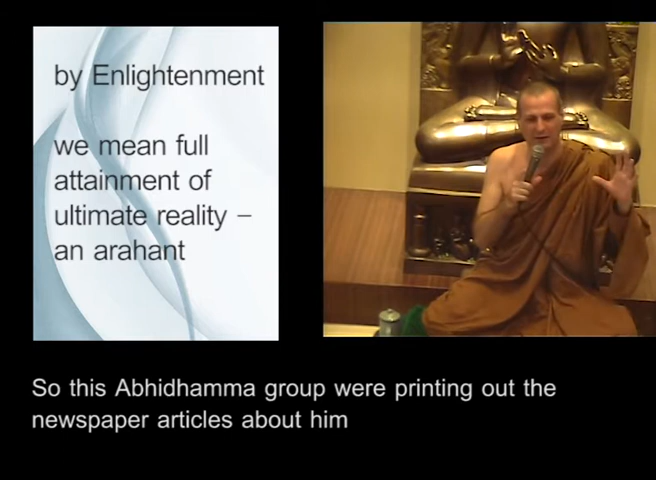 by Enlightenment
we mean full
attainment of
ultimate reality –
an arahant
So this Abhidhamma group were printing out the
newspaper articles about him